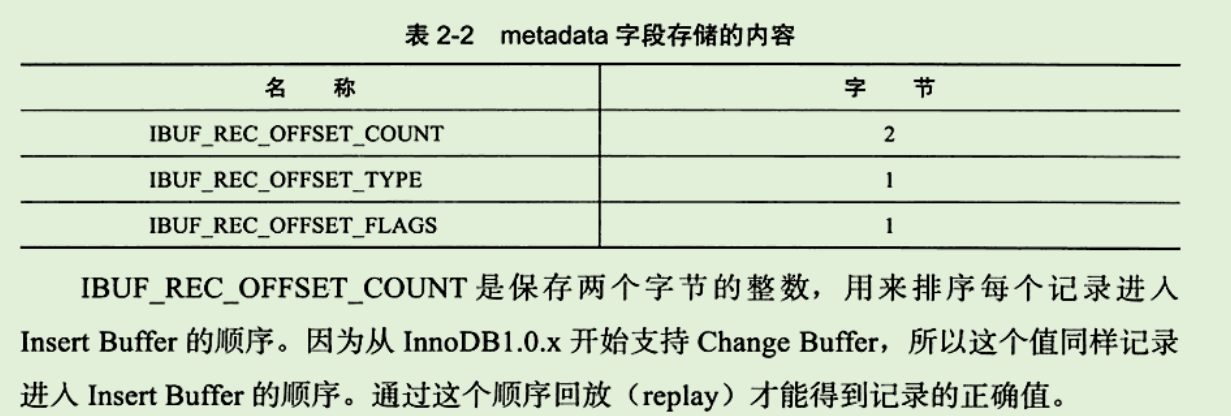 表 2-2 metadata 字段存储的内容
名 称 字 节
IBUF_REC_OFFSET_COUNT 2
IBUF_REC_OFFSET_TYPE 1
IBUF_REC_OFFSET_FLAGS 1
IBUF_REC_OFFSET_COUNT 是保存两个字节的整数，用来排序每个记录进入
Insert Buffer 的顺序。因为从 InnoDB1.0.x 开始支持 Change Buffer，所以这个值同样记录
进入 Insert Buffer 的顺序。通过这个顺序回放（replay）才能得到记录的正确值。